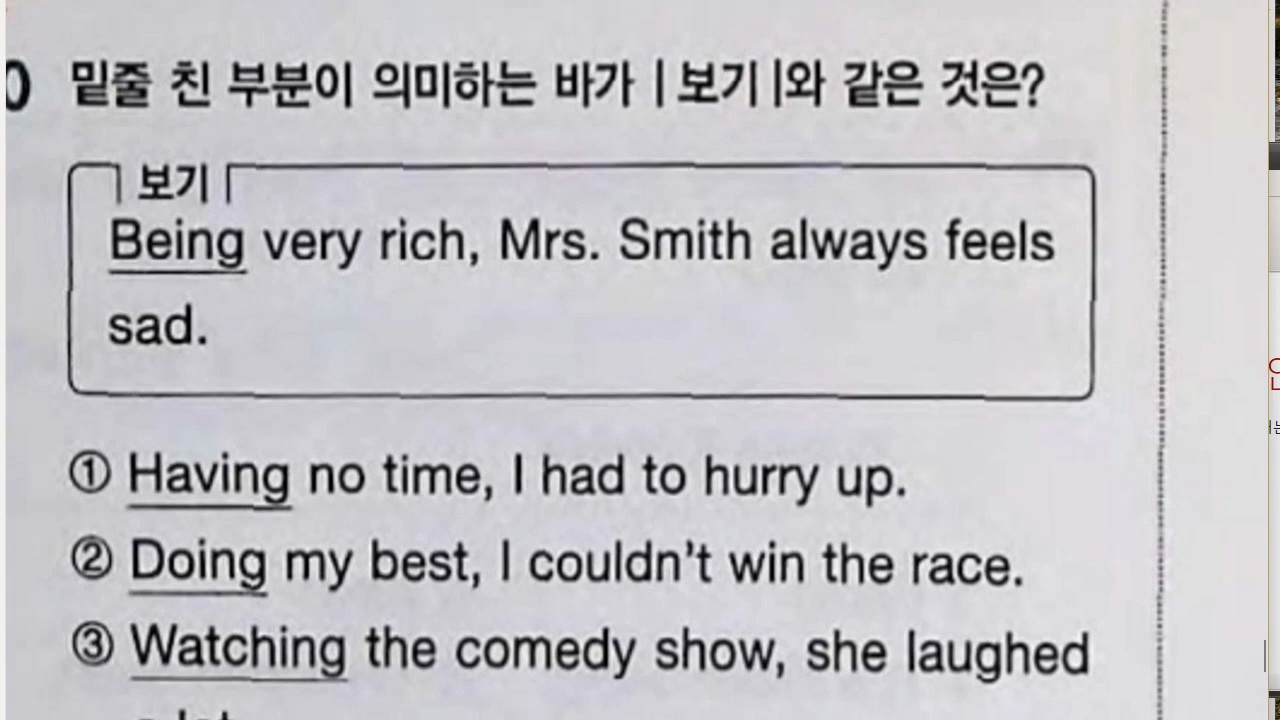 0 밑줄 친 부분이 의미하는 바가 | 보기 |와 같은 것은?
보기
Being very rich, Mrs. Smith always feels
sad.
① Having no time, I had to hurry up.
② Doing my best, I couldn't win the race.
③ Watching the comedy show, she laughed